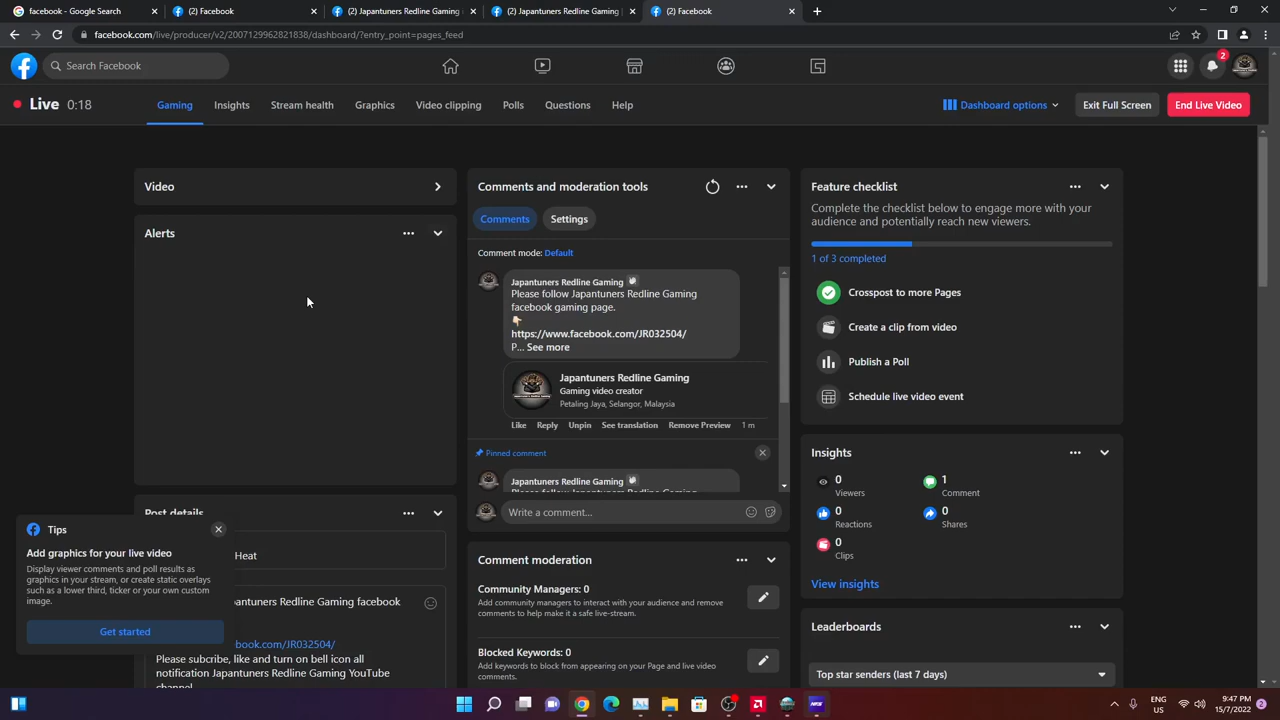 facebook - Google Search
(2) Facebook
(2) Japantuners Redline Gaming
(2) Japantuners Redline Gaming
(2) Facebook
facebook.com/live/producer/v2/2007129962821838/dashboard/?entry_point=pages_feed
Search Facebook
2
Live 0:18
Gaming
Insights
Stream health
Graphics
Video clipping
Polls
Questions
Help
Dashboard options
Exit Full Screen
End Live Video
Video
Alerts
Post details
Heat
antuners Redline Gaming facebook
book.com/JR032504/
Please subcribe, like and turn on bell icon all
notification Japantuners Redline Gaming YouTube
channel
Tips
Add graphics for your live video
Display viewer comments and poll results as
graphics in your stream, or create static overlays
such as a lower third, ticker or your own custom
image.
Get started
Comments and moderation tools
Comments
Settings
Comment mode: Default
Japantuners Redline Gaming
Please follow Japantuners Redline Gaming
facebook gaming page.
👇🏻
https://www.facebook.com/JR032504/
P... See more
Japantuners Redline Gaming
Gaming video creator
Petaling Jaya, Selangor, Malaysia
Like Reply Unpin See translation Remove Preview 1 m
Pinned comment
Japantuners Redline Gaming
Please follow Japantuners Redline Gaming
Write a comment...
Comment moderation
Community Managers: 0
Add community managers to interact with your audience and remove
comments to help make it a safe live-stream.
Blocked Keywords: 0
Add keywords to block from appearing on your Page and live video
comments.
Feature checklist
Complete the checklist below to engage more with your
audience and potentially reach new viewers.
1 of 3 completed
Crosspost to more Pages
Create a clip from video
Publish a Poll
Schedule live video event
Insights
0
Viewers
1
Comment
0
Reactions
0
Shares
0
Clips
View insights
Leaderboards
Top star senders (last 7 days)
ENG
US
9:47 PM
15/7/2022
2